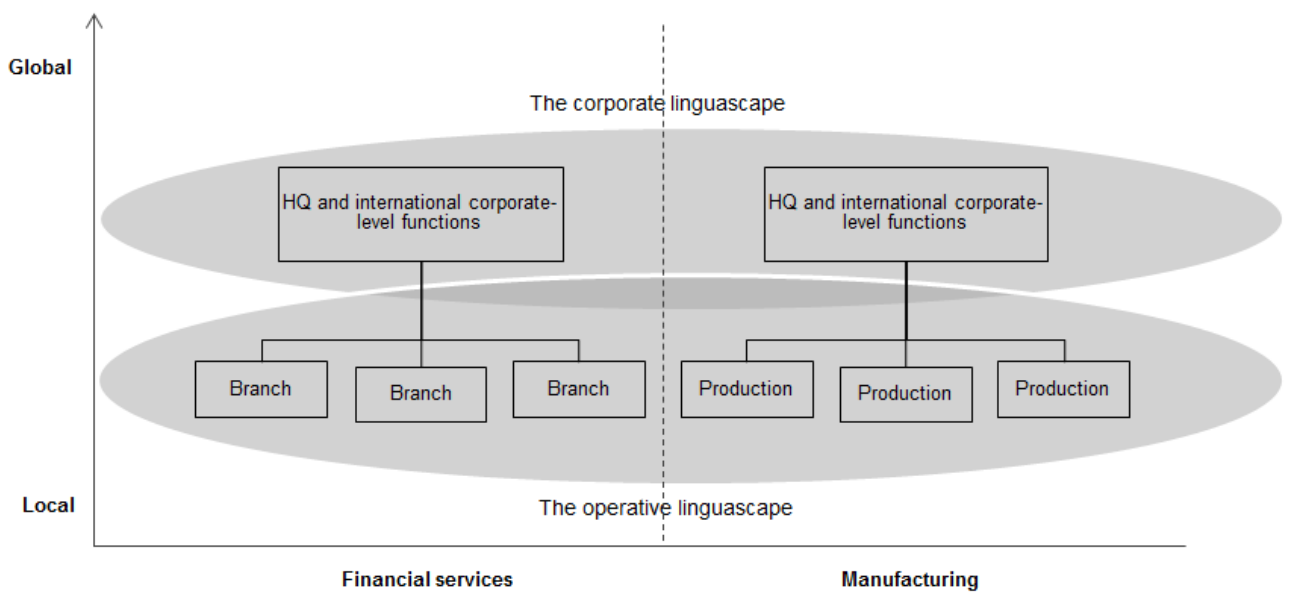 Global
The corporate linguascape
HQ and international corporate-
level functions
HQ and international corporate-
level functions
Branch
Branch
Branch
Production
Production
Production
Local
The operative linguascape
Financial services
Manufacturing